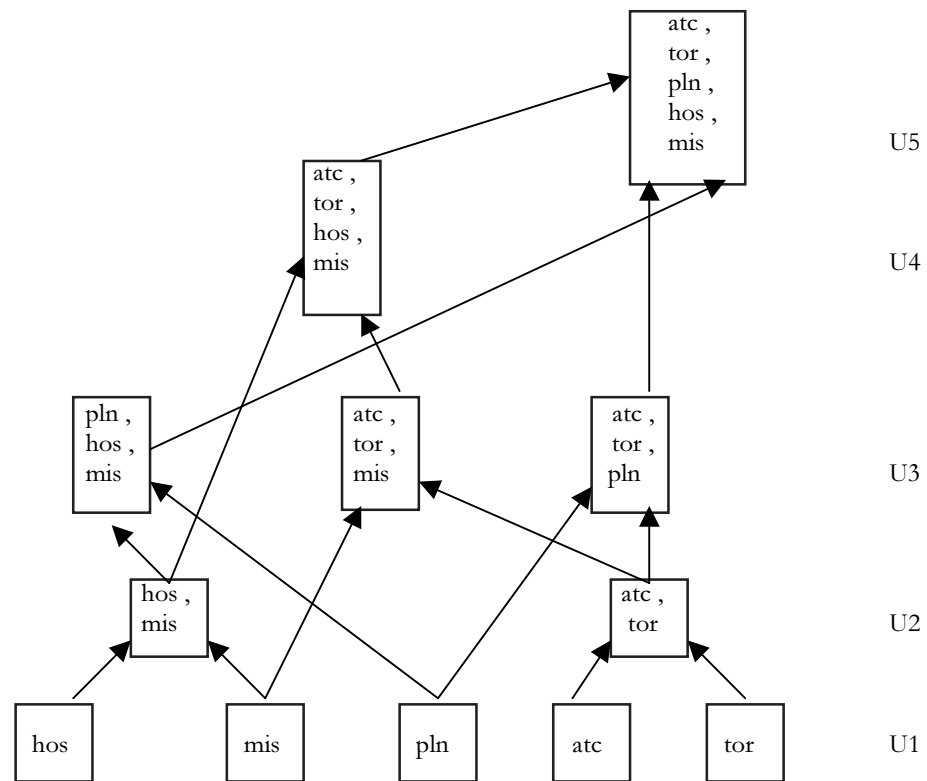 atc ,
tor ,
pln ,
hos ,
mis
U5
atc ,
tor ,
hos ,
mis
U4
pln ,
hos ,
mis
atc ,
tor ,
mis
atc ,
tor ,
pln
U3
hos ,
mis
atc ,
tor
U2
hos
mis
pln
atc
tor
U1